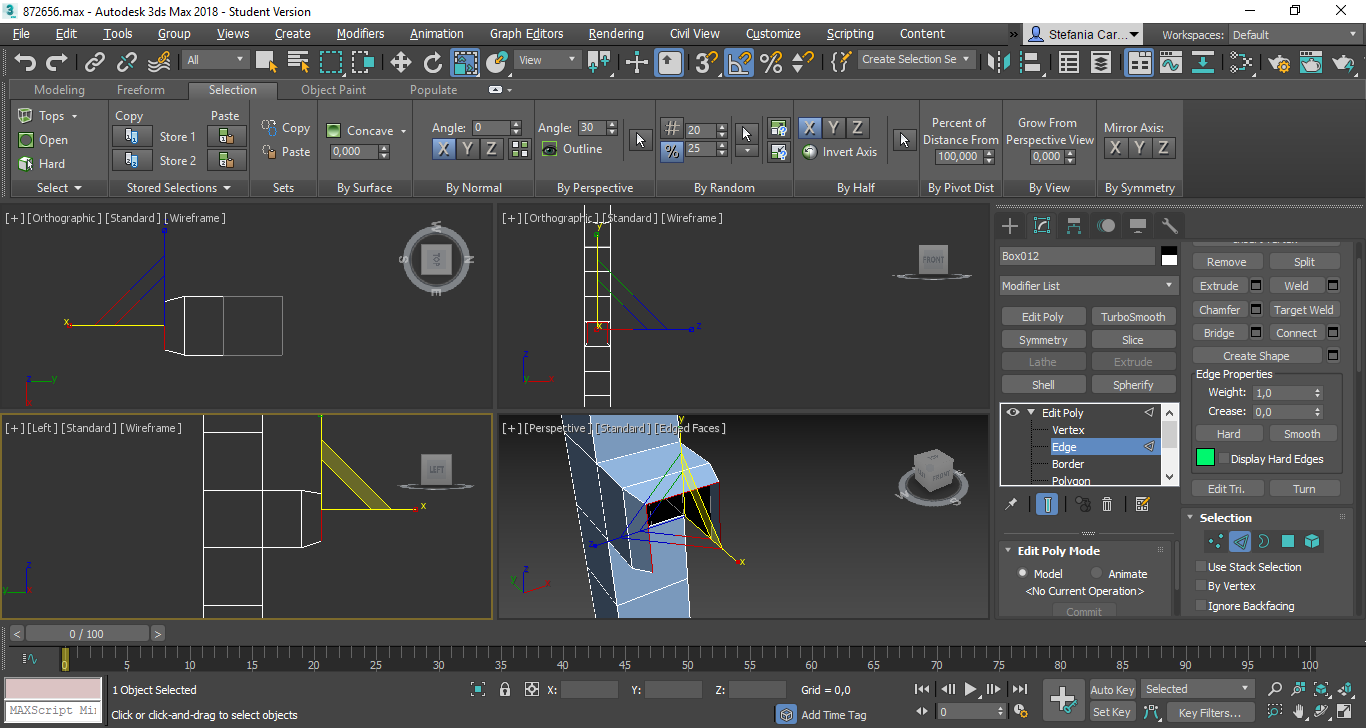 872656.max - Autodesk 3ds Max 2018 - Student Version
File Edit Tools Group Views Create Modifiers Animation Graph Editors Rendering Civil View Customize Scripting Content » Stefania Car... Workspaces: Default
All View 3 Create Selection Se
Modeling Freeform Selection Object Paint Populate
Tops Copy Paste Copy Concave Angle: 0 Angle: 30 # 20 X Y Z Percent of Grow From Mirror Axis:
Open Store 1 Paste 0,000 X Y Z Outline % 25 Invert Axis Distance From Perspective View X Y Z
Hard Store 2 100,000 0,000
Select Stored Selections Sets By Surface By Normal By Perspective By Random By Half By Pivot Dist By View By Symmetry
[+][Orthographic][Standard][Wireframe]
W
S TOP N
E
x
z
y
[+][Orthographic][Standard][Wireframe]
FRONT
y
x
z
z
y
x
[+][Left][Standard][Wireframe]
LEFT
x
z
y
[+][Perspective][Standard][Edged Faces]
FRONT
W S
y
z
x
z
y
x
Box012
Modifier List
Edit Poly TurboSmooth
Symmetry Slice
Lathe Extrude
Shell Spherify
Edit Poly
Vertex
Edge
Border
Polygon
Edit Poly Mode
Model Animate
<No Current Operation>
Commit
Remove Split
Extrude Weld
Chamfer Target Weld
Bridge Connect
Create Shape
Edge Properties
Weight: 1,0
Crease: 0,0
Hard Smooth
Display Hard Edges
Edit Tri. Turn
Selection
Use Stack Selection
By Vertex
Ignore Backfacing
< 0 / 100 >
0 5 10 15 20 25 30 35 40 45 50 55 60 65 70 75 80 85 90 95 100
1 Object Selected X: Y: Z: Grid = 0,0 Auto Key Selected
MAXScript Mi
Click or click-and-drag to select objects Add Time Tag 0 Set Key Key Filters...